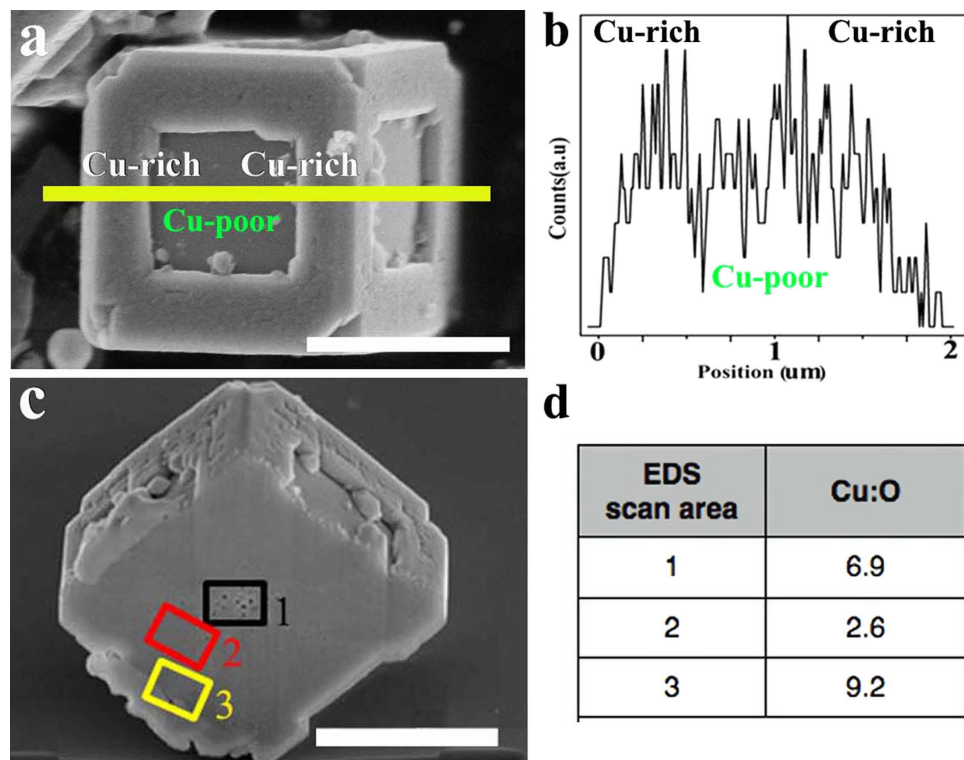 a
Cu-rich Cu-rich
Cu-poor
b
Cu-rich Cu-rich
Counts(a.u)
Cu-poor
0 1 2
Position (um)
c
1
2
3
d
EDS scan area Cu:O
1 6.9
2 2.6
3 9.2